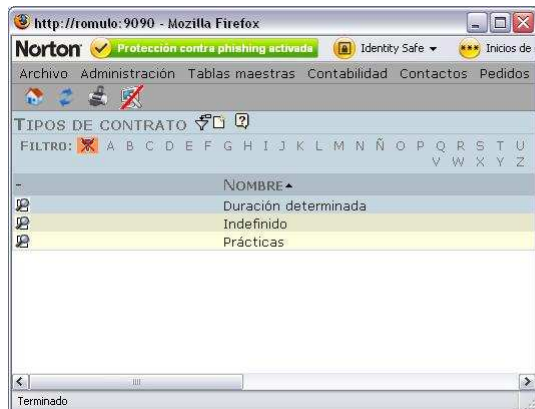 http://romulo:9090 - Mozilla Firefox
Norton Protección contra phishing activada Identity Safe Inicios de
Archivo Administración Tablas maestras Contabilidad Contactos Pedidos
TIPOS DE CONTRATO
FILTRO: A B C D E F G H I J K L M N Ñ O P Q R S T U
V W X Y Z
- NOMBRE
Duración determinada
Indefinido
Prácticas
Terminado